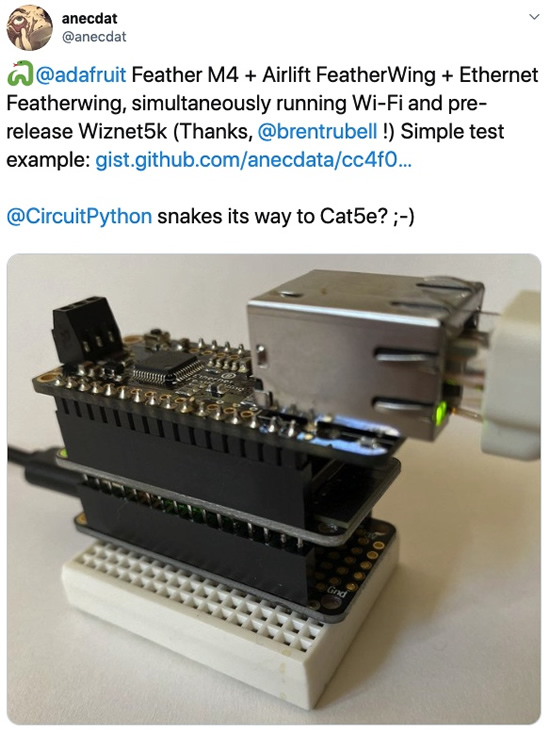 anecdat
@anecdat
@adafruit Feather M4 + Airlift FeatherWing + Ethernet
Featherwing, simultaneously running Wi-Fi and pre-
release Wiznet5k (Thanks, @brentrubell !) Simple test
example: gist.github.com/anecdata/cc4f0...
@CircuitPython snakes its way to Cat5e? ;-)
Gnd